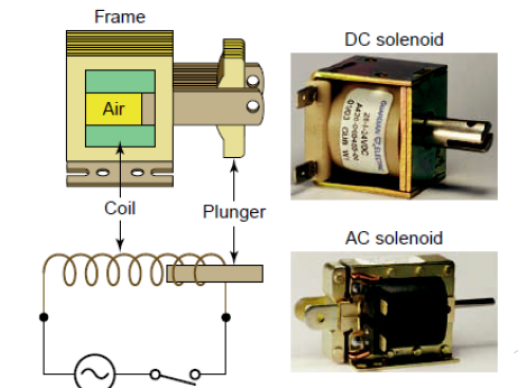 Frame
DC solenoid
Air
Coil
Plunger
AC solenoid